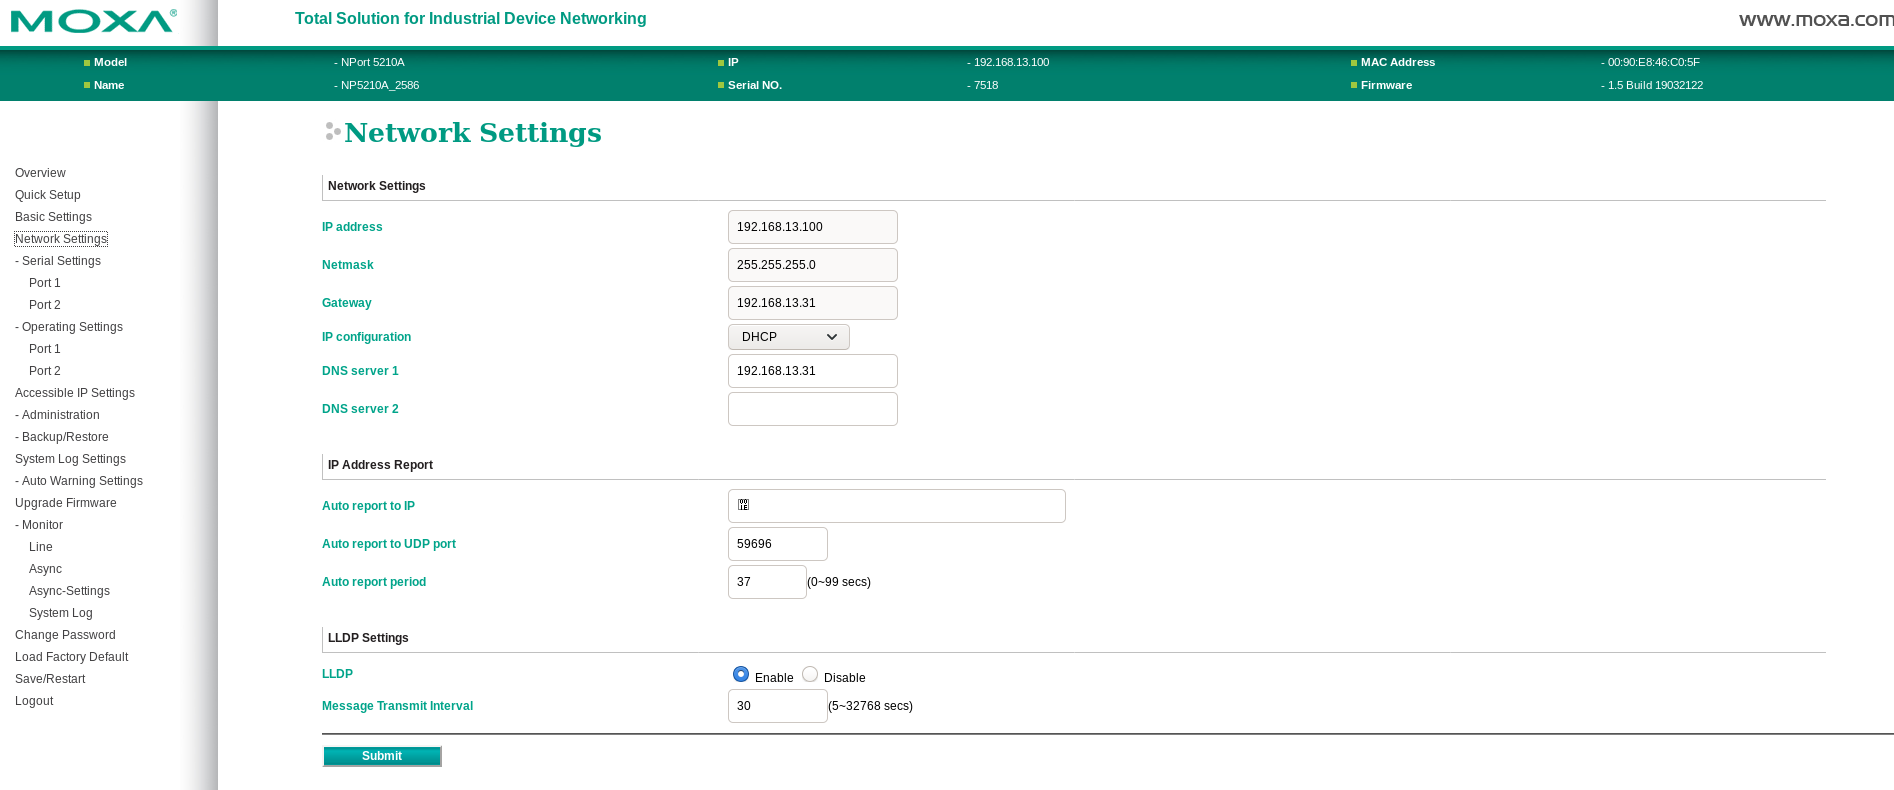 MOXA®
Total Solution for Industrial Device Networking
www.moxa.com
Model - NPort 5210A IP - 192.168.13.100 MAC Address - 00:90:E8:46:C0:5F
Name - NP5210A_2586 Serial NO. - 7518 Firmware - 1.5 Build 19032122
Overview
Quick Setup
Basic Settings
Network Settings
- Serial Settings
Port 1
Port 2
- Operating Settings
Port 1
Port 2
Accessible IP Settings
- Administration
- Backup/Restore
System Log Settings
- Auto Warning Settings
Upgrade Firmware
- Monitor
Line
Async
Async-Settings
System Log
Change Password
Load Factory Default
Save/Restart
Logout
Network Settings
Network Settings
IP address 192.168.13.100
Netmask 255.255.255.0
Gateway 192.168.13.31
IP configuration DHCP
DNS server 1 192.168.13.31
DNS server 2
IP Address Report
Auto report to IP
Auto report to UDP port 59696
Auto report period 37 (0~99 secs)
LLDP Settings
LLDP Enable Disable
Message Transmit Interval 30 (5~32768 secs)
Submit